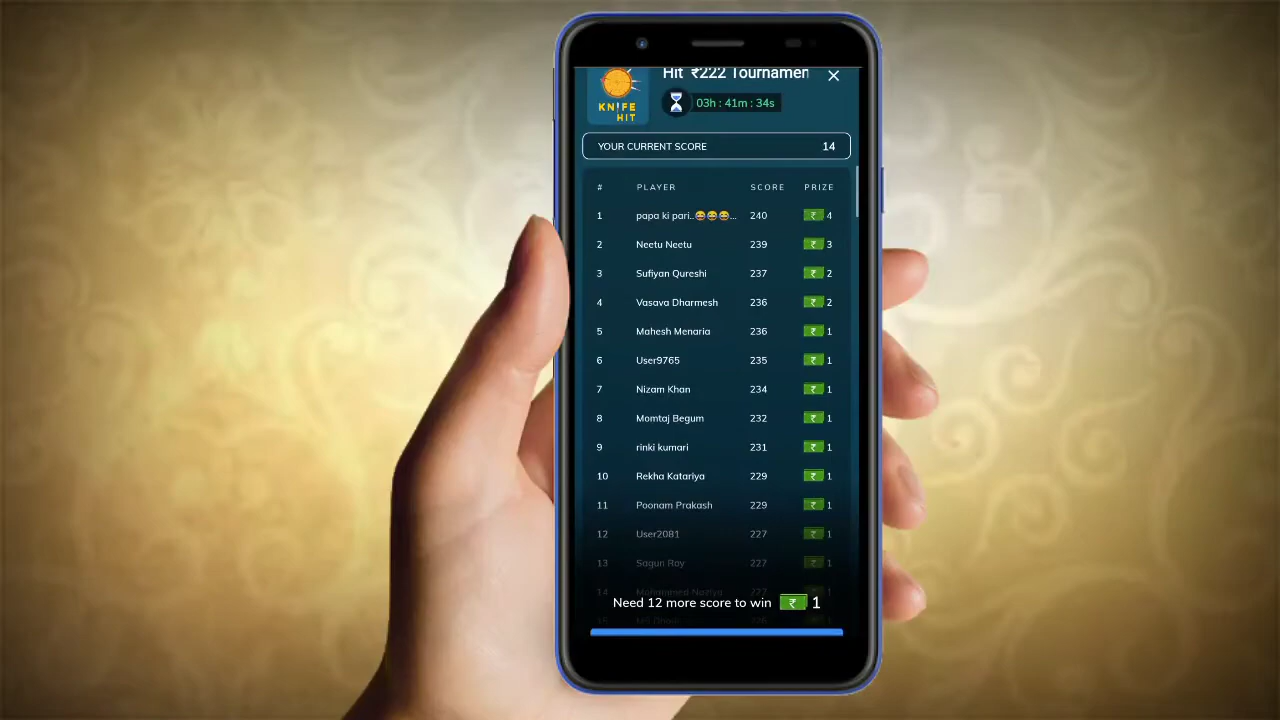 Hit ₹222 Tournamen
KNIFE
HIT
03h : 41m : 34s
YOUR CURRENT SCORE 14
# PLAYER SCORE PRIZE
1 papa ki pari..😂😂😂... 240 ₹ 4
2 Neetu Neetu 239 ₹ 3
3 Sufiyan Qureshi 237 ₹ 2
4 Vasava Dharmesh 236 ₹ 2
5 Mahesh Menaria 236 ₹ 1
6 User9765 235 ₹ 1
7 Nizam Khan 234 ₹ 1
8 Momtaj Begum 232 ₹ 1
9 rinki kumari 231 ₹ 1
10 Rekha Katariya 229 ₹ 1
11 Poonam Prakash 229 ₹ 1
12 User2081 227 ₹ 1
13 Sagun Roy 227 ₹ 1
14
Need 12 more score to win ₹ 1